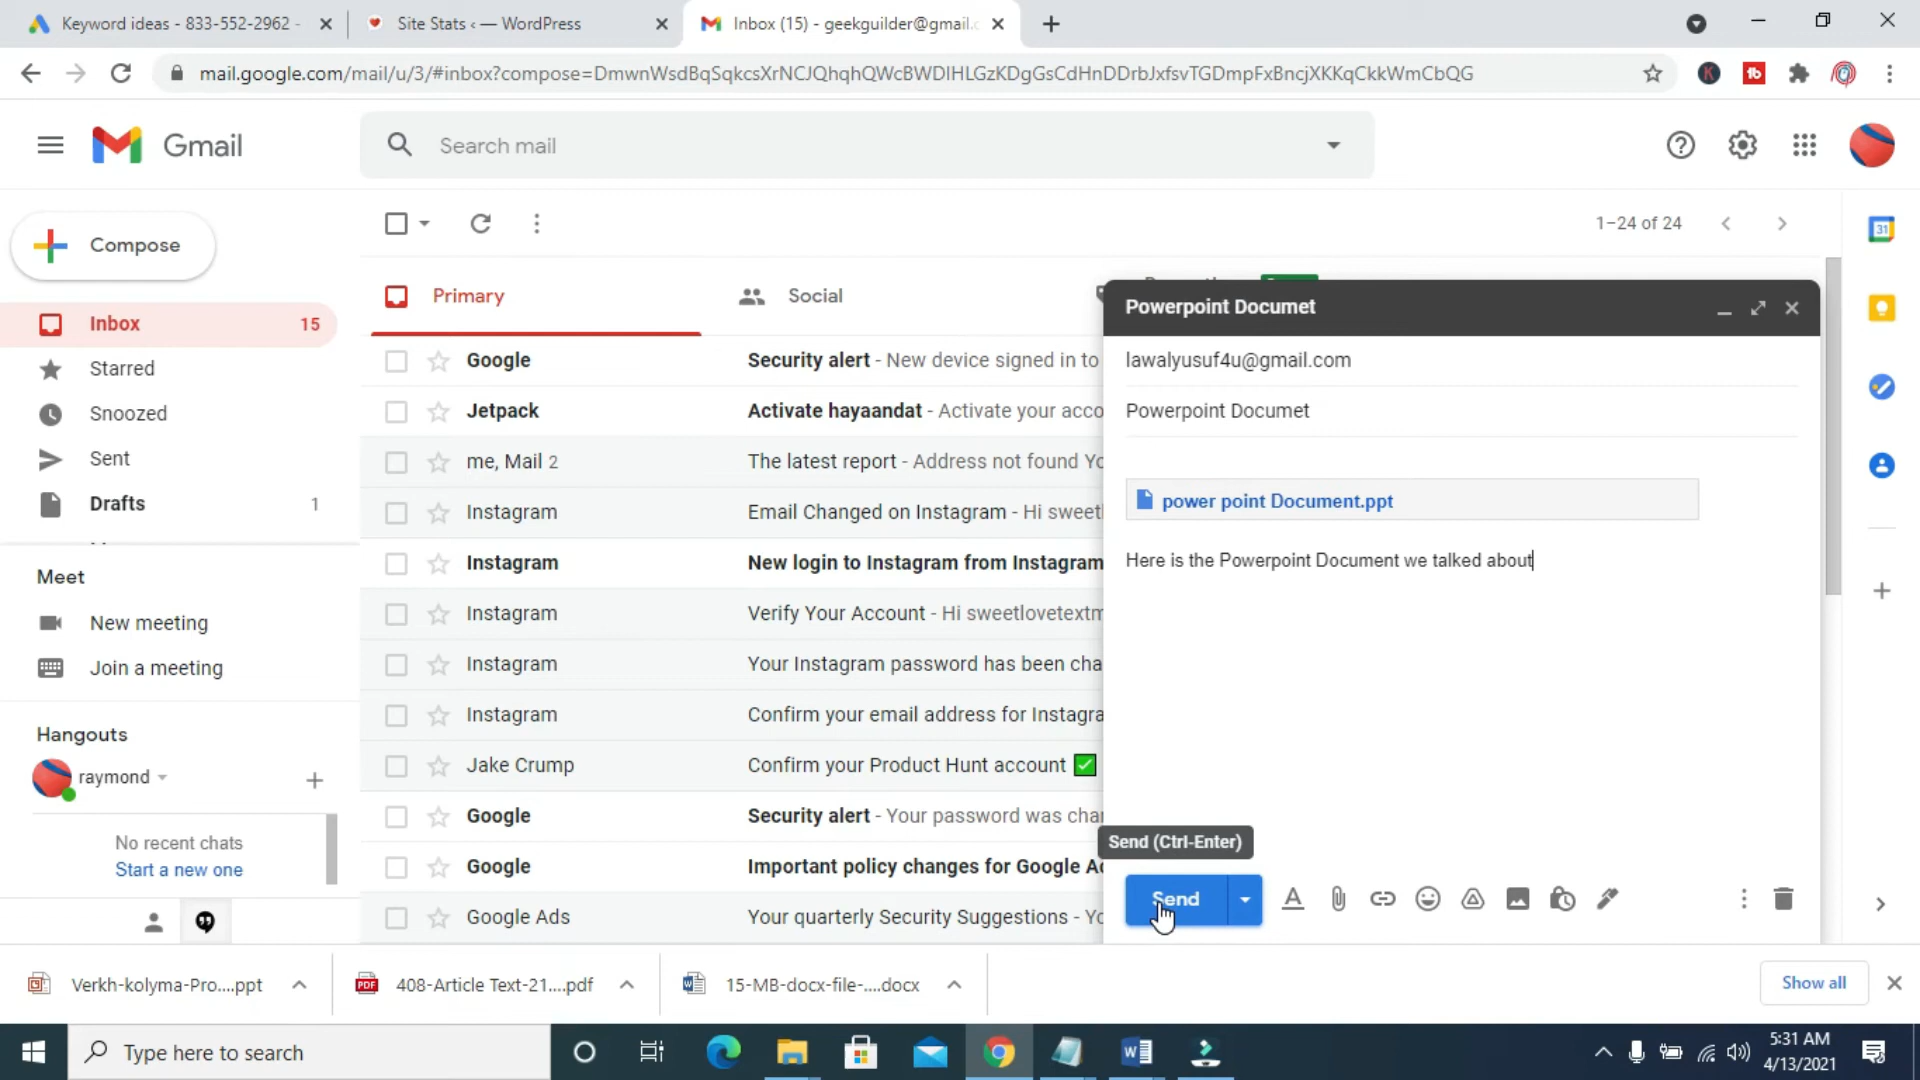 Keyword ideas - 833-552-2962 -
Site Stats ‹ — WordPress
Inbox (15) - geekguilder@gmail.c
mail.google.com/mail/u/3/#inbox?compose=DmwnWsdBqSqkcsXrNCJQhqhQWcBWDIHLGzKDgGsCdHnDDrbJxfsvTGDmpFxBncjXKKqCkkWmCbQG
Gmail
Search mail
Compose
1–24 of 24
Inbox 15
Starred
Snoozed
Sent
Drafts 1
Meet
New meeting
Join a meeting
Hangouts
raymond
No recent chats
Start a new one
Primary
Social
Google Security alert - New device signed in to
Jetpack Activate hayaandat - Activate your acco
me, Mail 2 The latest report - Address not found Yo
Instagram Email Changed on Instagram - Hi sweet
Instagram New login to Instagram from Instagram
Instagram Verify Your Account - Hi sweetlovetextm
Instagram Your Instagram password has been cha
Instagram Confirm your email address for Instagra
Jake Crump Confirm your Product Hunt account ✅
Google Security alert - Your password was chan
Google Important policy changes for Google Ad
Google Ads Your quarterly Security Suggestions - Yo
Powerpoint Documet
lawalyusuf4u@gmail.com
Powerpoint Documet
power point Document.ppt
Here is the Powerpoint Document we talked about
Send (Ctrl-Enter)
Send
31
Verkh-kolyma-Pro....ppt
408-Article Text-21....pdf
15-MB-docx-file-....docx
Show all
Type here to search
5:31 AM
4/13/2021